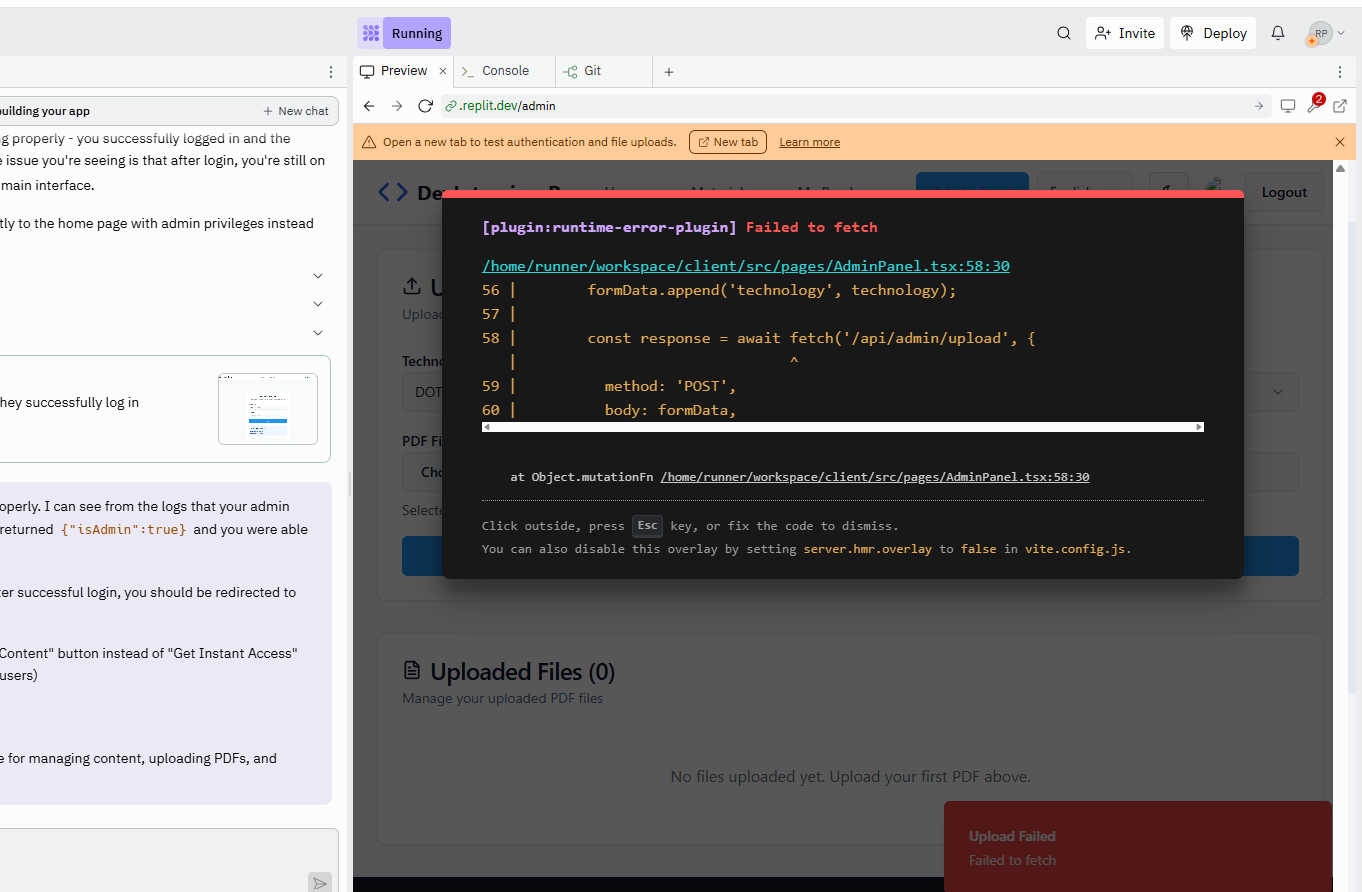 Running
Invite
Deploy
RP
Preview
Console
Git
building your app
New chat
.replit.dev/admin
2
Open a new tab to test authentication and file uploads.
New tab
Learn more
g properly - you successfully logged in and the
e issue you're seeing is that after login, you're still on
main interface.
tly to the home page with admin privileges instead
hey successfully log in
operly. I can see from the logs that your admin
returned {"isAdmin":true} and you were able
ter successful login, you should be redirected to
Content" button instead of "Get Instant Access"
users)
e for managing content, uploading PDFs, and
Logout
[plugin:runtime-error-plugin] Failed to fetch
/home/runner/workspace/client/src/pages/AdminPanel.tsx:58:30
56 | formData.append('technology', technology);
57 |
58 | const response = await fetch('/api/admin/upload', {
| ^
59 | method: 'POST',
60 | body: formData,
at Object.mutationFn /home/runner/workspace/client/src/pages/AdminPanel.tsx:58:30
Click outside, press Esc key, or fix the code to dismiss.
You can also disable this overlay by setting server.hmr.overlay to false in vite.config.js.
U
Uploa
Techno
DOT
PDF Fi
Cho
Selecte
Uploaded Files (0)
Manage your uploaded PDF files
No files uploaded yet. Upload your first PDF above.
Upload Failed
Failed to fetch